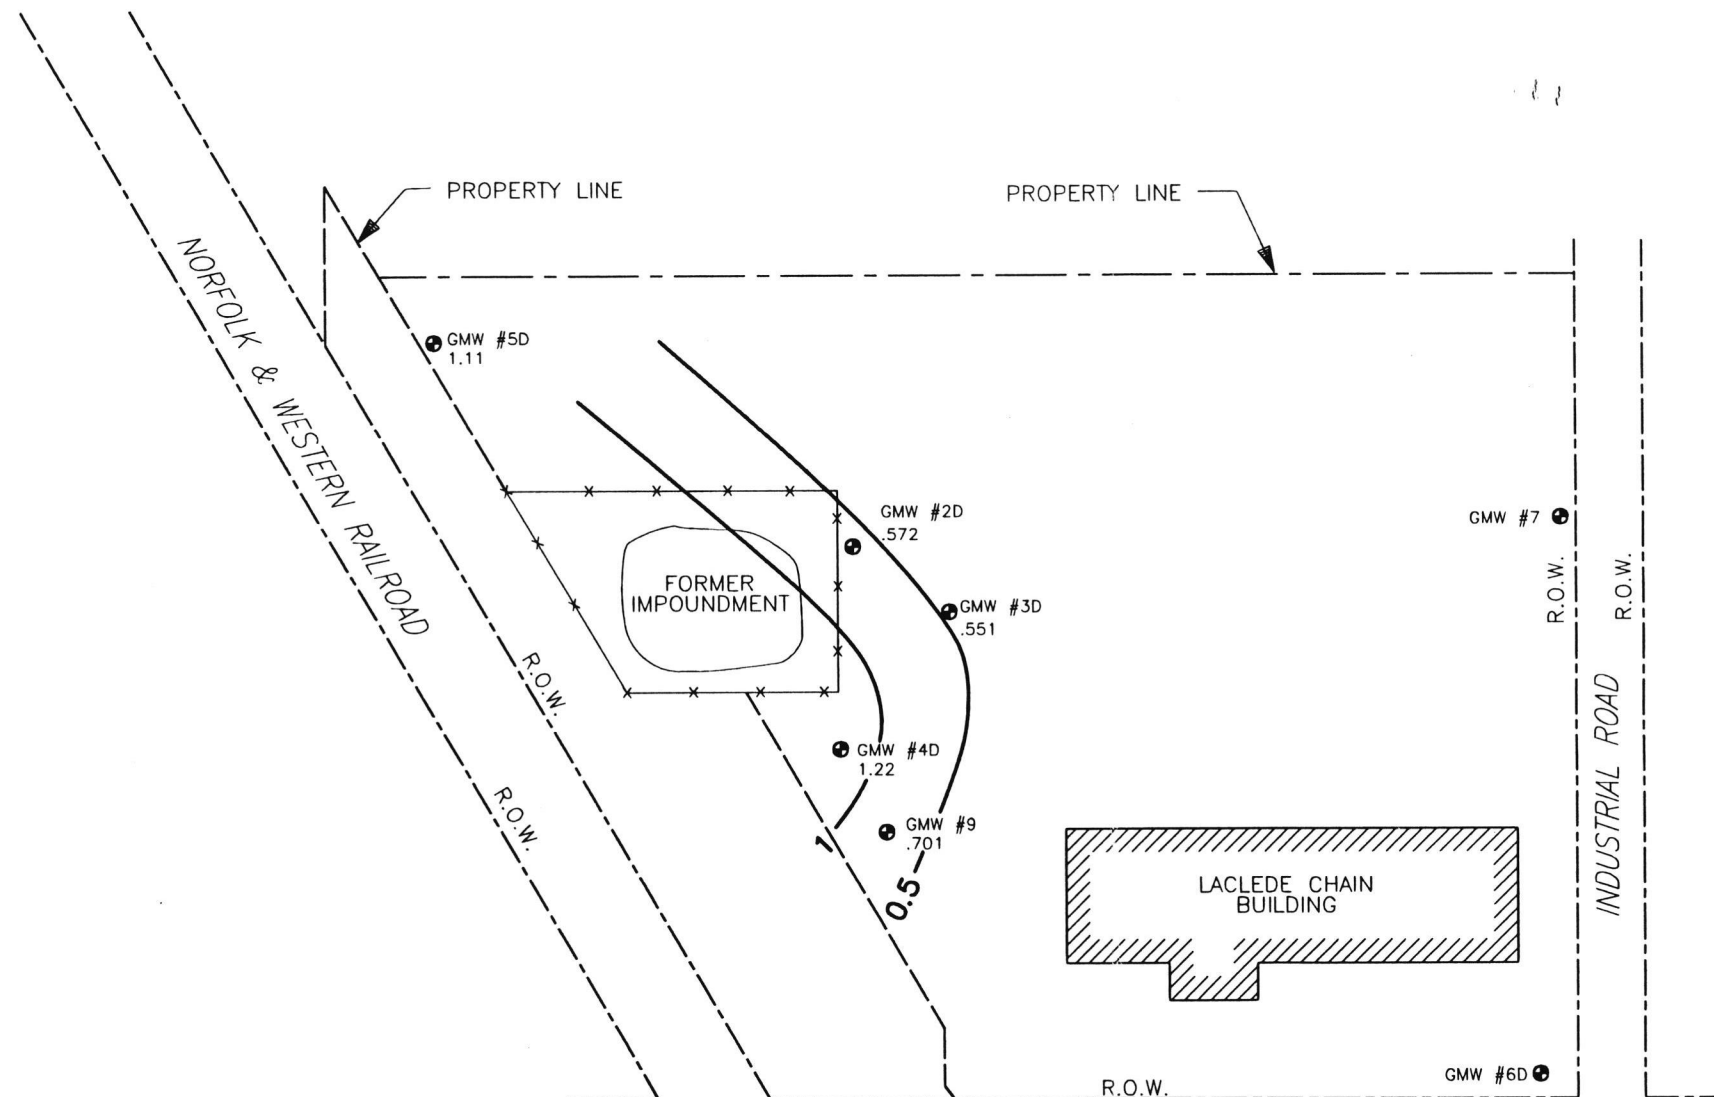 PROPERTY LINE
PROPERTY LINE
NORFOLK & WESTERN RAILROAD
GMW #5D
1.11
GMW #2D
.572
GMW #7
FORMER
IMPOUNDMENT
GMW #3D
.551
R.O.W.
R.O.W.
R.O.W.
R.O.W.
GMW #4D
1.22
GMW #9
.701
1
0.5
INDUSTRIAL ROAD
LACLEDE CHAIN
BUILDING
GMW #6D
R.O.W.